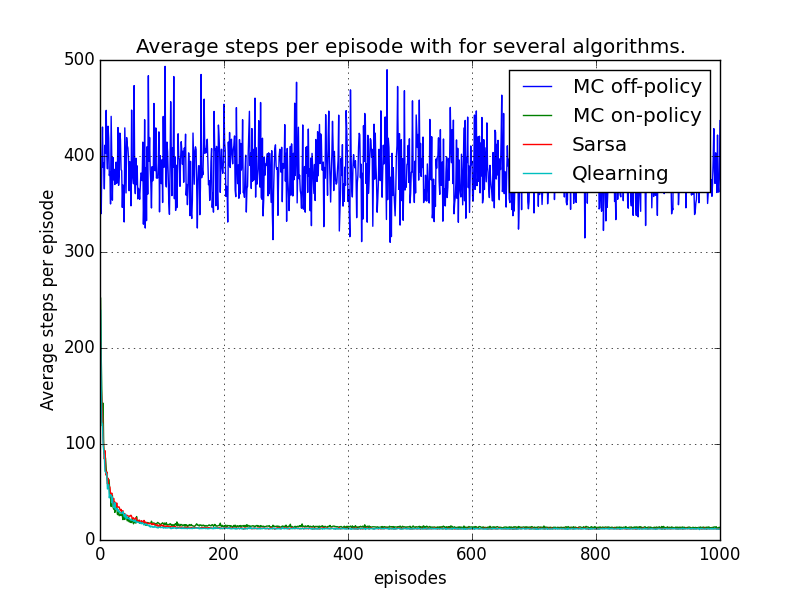 Average steps per episode with for several algorithms.
500
400
300
200
100
0
Average steps per episode
MC off-policy
MC on-policy
Sarsa
Qlearning
0 200 400 600 800 1000
episodes